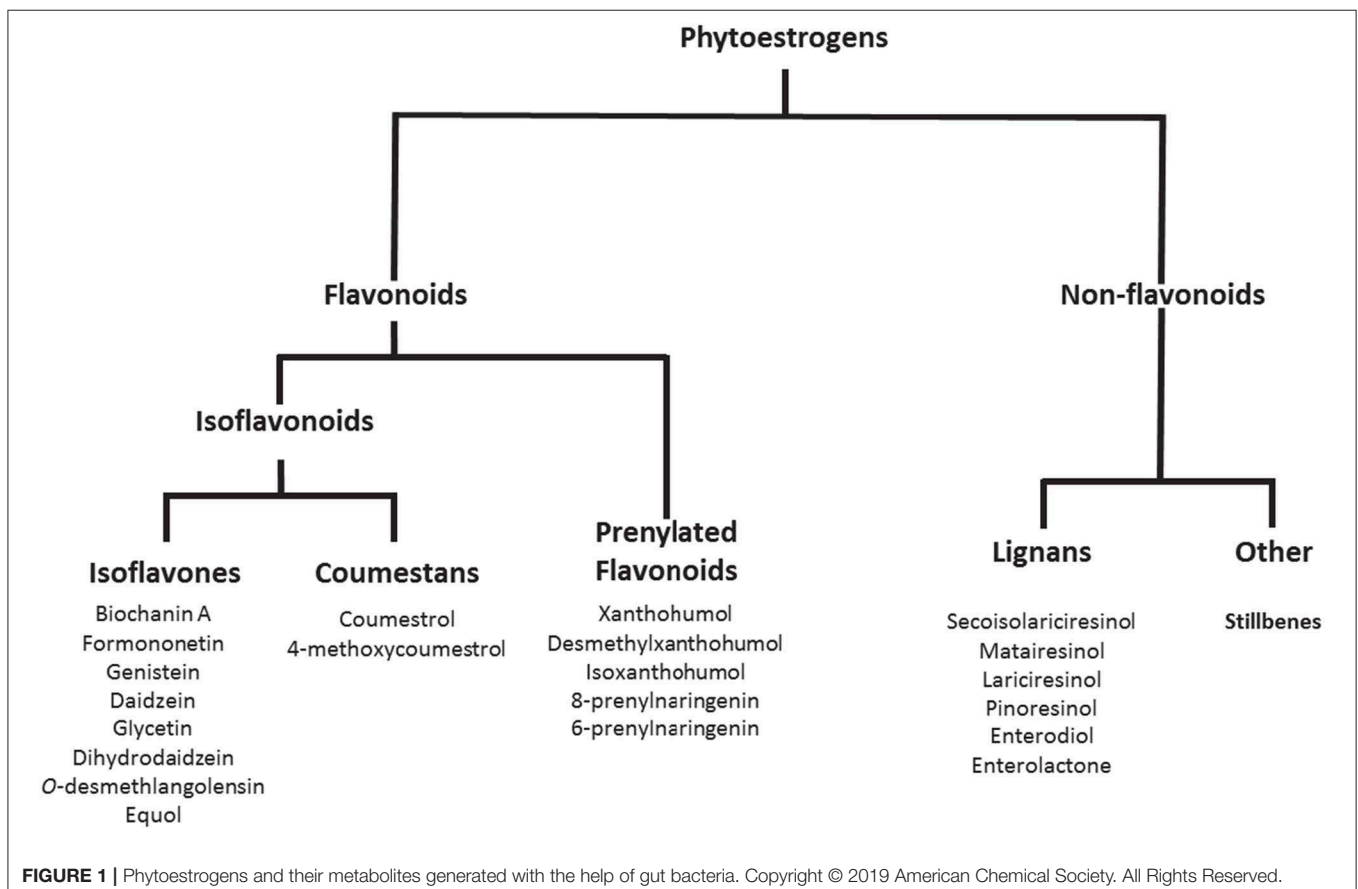 Phytoestrogens
Flavonoids
Non-flavonoids
Isoflavonoids
Isoflavones
Biochanin A
Formononetin
Genistein
Daidzein
Glycetin
Dihydrodaidzein
O-desmethlangolensin
Equol
Coumestans
Coumestrol
4-methoxycoumestrol
Prenylated
Flavonoids
Xanthohumol
Desmethylxanthohumol
Isoxanthohumol
8-prenylnaringenin
6-prenylnaringenin
Lignans
Secoisolariciresinol
Matairesinol
Lariciresinol
Pinoresinol
Enterodiol
Enterolactone
Other
Stillbenes
FIGURE 1 | Phytoestrogens and their metabolites generated with the help of gut bacteria. Copyright © 2019 American Chemical Society. All Rights Reserved.